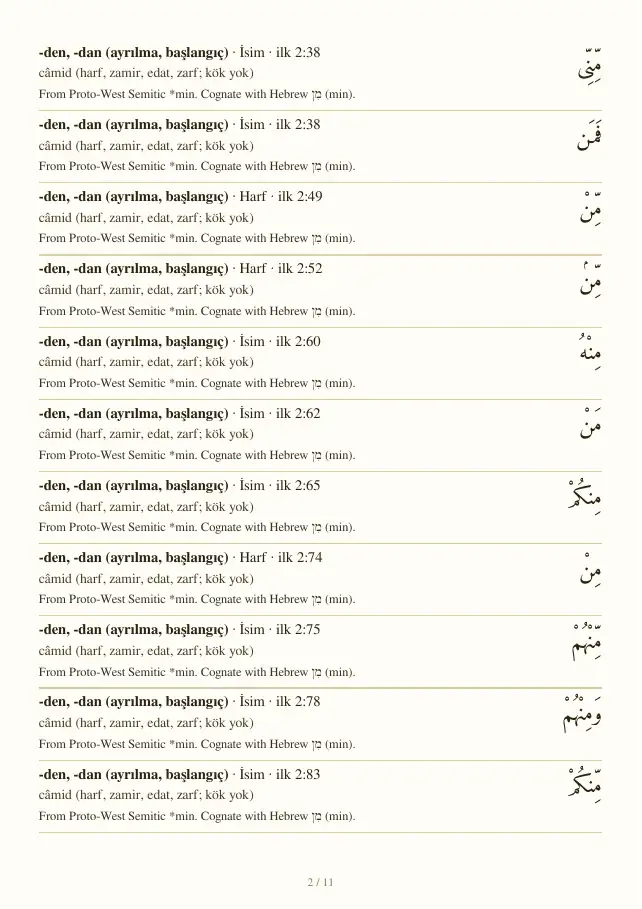 -den, -dan (ayrılma, başlangıç) · İsim · ilk 2:38 مِّنِّى
câmid (harf, zamir, edat, zarf; kök yok)
From Proto-West Semitic *min. Cognate with Hebrew מִן (min).
-den, -dan (ayrılma, başlangıç) · İsim · ilk 2:38 فَمَن
câmid (harf, zamir, edat, zarf; kök yok)
From Proto-West Semitic *min. Cognate with Hebrew מִן (min).
-den, -dan (ayrılma, başlangıç) · Harf · ilk 2:49 مِّنْ
câmid (harf, zamir, edat, zarf; kök yok)
From Proto-West Semitic *min. Cognate with Hebrew מִן (min).
-den, -dan (ayrılma, başlangıç) · Harf · ilk 2:52 مِّنۢ
câmid (harf, zamir, edat, zarf; kök yok)
From Proto-West Semitic *min. Cognate with Hebrew מִן (min).
-den, -dan (ayrılma, başlangıç) · İsim · ilk 2:60 مِنْهُ
câmid (harf, zamir, edat, zarf; kök yok)
From Proto-West Semitic *min. Cognate with Hebrew מִן (min).
-den, -dan (ayrılma, başlangıç) · İsim · ilk 2:62 مَنْ
câmid (harf, zamir, edat, zarf; kök yok)
From Proto-West Semitic *min. Cognate with Hebrew מִן (min).
-den, -dan (ayrılma, başlangıç) · İsim · ilk 2:65 مِنكُمْ
câmid (harf, zamir, edat, zarf; kök yok)
From Proto-West Semitic *min. Cognate with Hebrew מִן (min).
-den, -dan (ayrılma, başlangıç) · Harf · ilk 2:74 مِنْ
câmid (harf, zamir, edat, zarf; kök yok)
From Proto-West Semitic *min. Cognate with Hebrew מִן (min).
-den, -dan (ayrılma, başlangıç) · İsim · ilk 2:75 مِّنْهُمْ
câmid (harf, zamir, edat, zarf; kök yok)
From Proto-West Semitic *min. Cognate with Hebrew מִן (min).
-den, -dan (ayrılma, başlangıç) · İsim · ilk 2:78 وَمِنْهُمْ
câmid (harf, zamir, edat, zarf; kök yok)
From Proto-West Semitic *min. Cognate with Hebrew מִן (min).
-den, -dan (ayrılma, başlangıç) · İsim · ilk 2:83 مِّنكُمْ
câmid (harf, zamir, edat, zarf; kök yok)
From Proto-West Semitic *min. Cognate with Hebrew מִן (min).
2 / 11